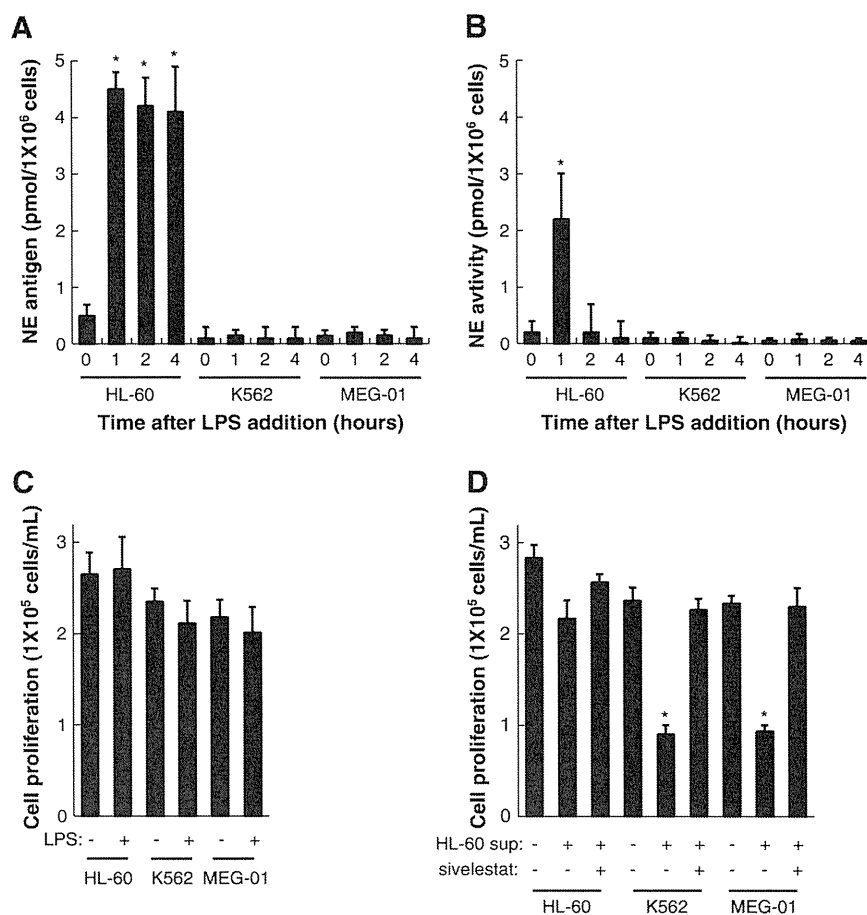 A
NE antigen (pmol/1X10⁶ cells)
5
4
3
2
1
0
* * *
0 1 2 4 0 1 2 4 0 1 2 4
HL-60 K562 MEG-01
Time after LPS addition (hours)
B
NE avtivity (pmol/1X10⁶ cells)
5
4
3
2
1
0
*
0 1 2 4 0 1 2 4 0 1 2 4
HL-60 K562 MEG-01
Time after LPS addition (hours)
C
Cell proliferation (1X10⁵ cells/mL)
3
2
1
0
LPS: - + - + - +
HL-60 K562 MEG-01
D
Cell proliferation (1X10⁵ cells/mL)
3
2
1
0
* *
HL-60 sup: - + + - + + - + +
sivelestat: - - + - - + - - +
HL-60 K562 MEG-01